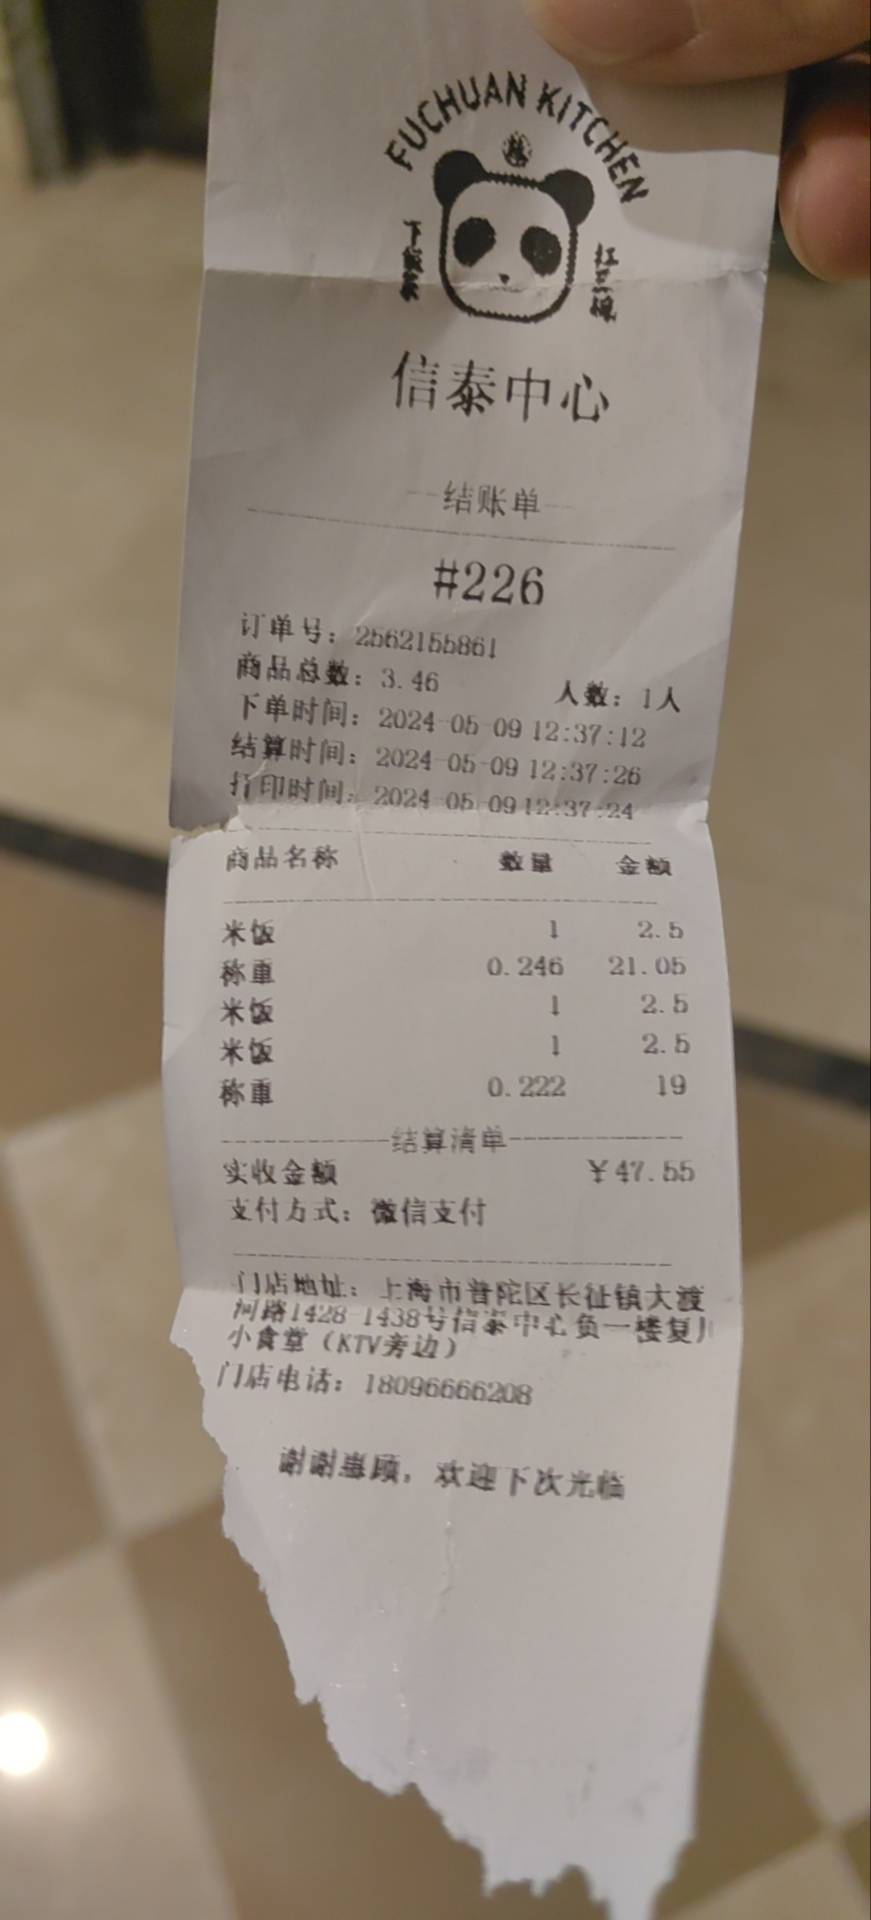 FUCHUAN KITCHEN
下饭菜
扛三碗
信泰中心
结账单
#226
订单号：2562155861
商品总数：3.46 人数：1人
下单时间：2024-05-09 12:37:12
结算时间：2024-05-09 12:37:26
打印时间：2024-05-09 12:37:24
商品名称 数量 金额
米饭 1 2.5
称重 0.246 21.05
米饭 1 2.5
米饭 1 2.5
称重 0.222 19
结算清单
实收金额 ￥47.55
支付方式：微信支付
门店地址：上海市普陀区长征镇大渡
河路1428-1438号信泰中心负一楼复川
小食堂（KTV旁边）
门店电话：18096666208
谢谢惠顾，欢迎下次光临